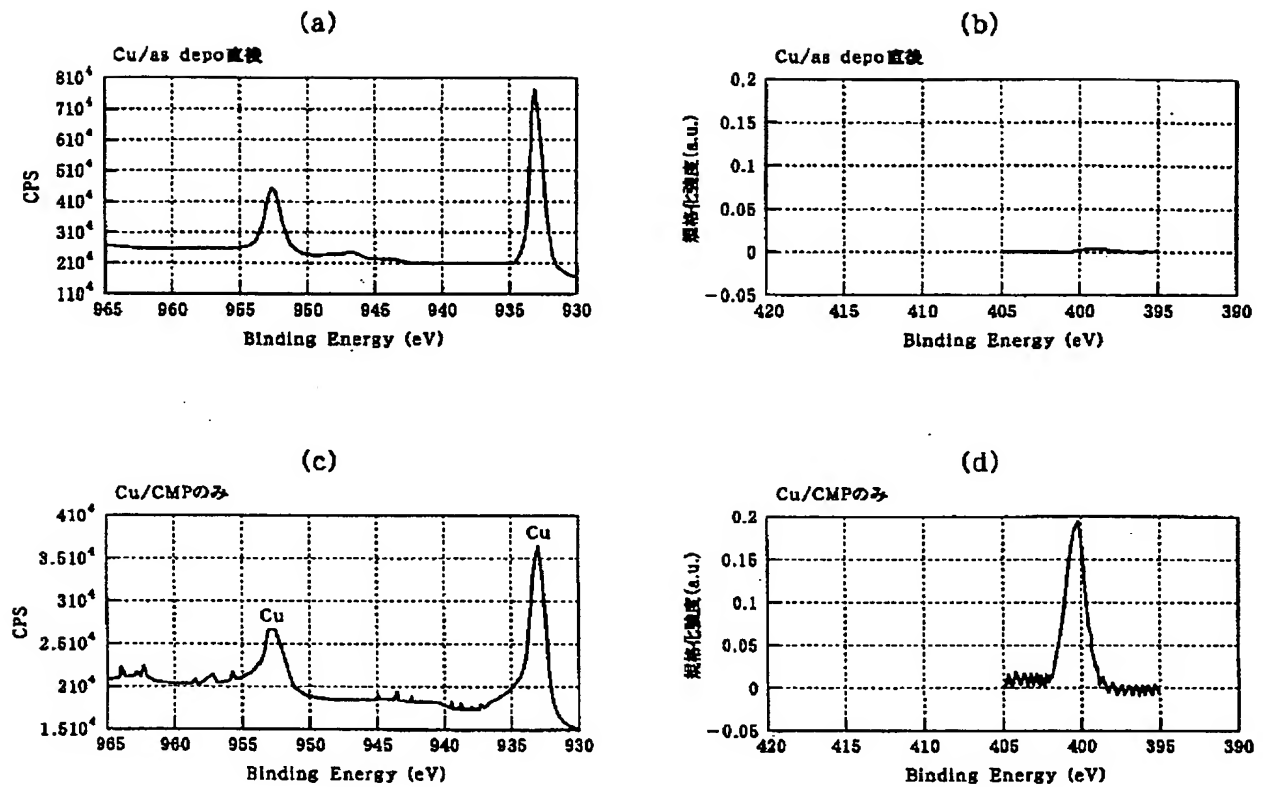 (a)
Cu/as depo直後
810⁴
710⁴
610⁴
510⁴
410⁴
310⁴
210⁴
110⁴
CPS
965 960 955 950 945 940 935 930
Binding Energy (eV)
(b)
Cu/as depo直後
0.2
0.15
0.1
0.05
0
-0.05
規格化強度(a.u.)
420 415 410 405 400 395 390
Binding Energy (eV)
(c)
Cu/CMPのみ
410⁴
3.510⁴
310⁴
2.510⁴
210⁴
1.510⁴
CPS
Cu
Cu
965 960 955 950 945 940 935 930
Binding Energy (eV)
(d)
Cu/CMPのみ
0.2
0.15
0.1
0.05
0
-0.05
規格化強度(a.u.)
420 415 410 405 400 395 390
Binding Energy (eV)